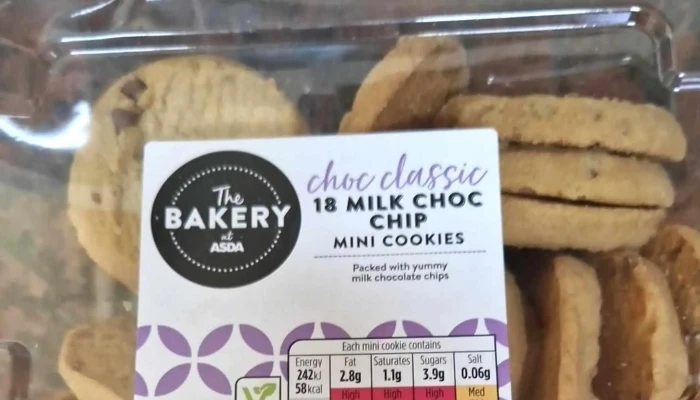 The
BAKERY
at
ASDA
choc classic
18 MILK CHOC
CHIP
MINI COOKIES
Packed with yummy
milk chocolate chips
Each mini cookie contains
Energy Fat Saturates Sugars Salt
242kJ 2.8g 1.1g 3.9g 0.06g
58kcal High High High Med